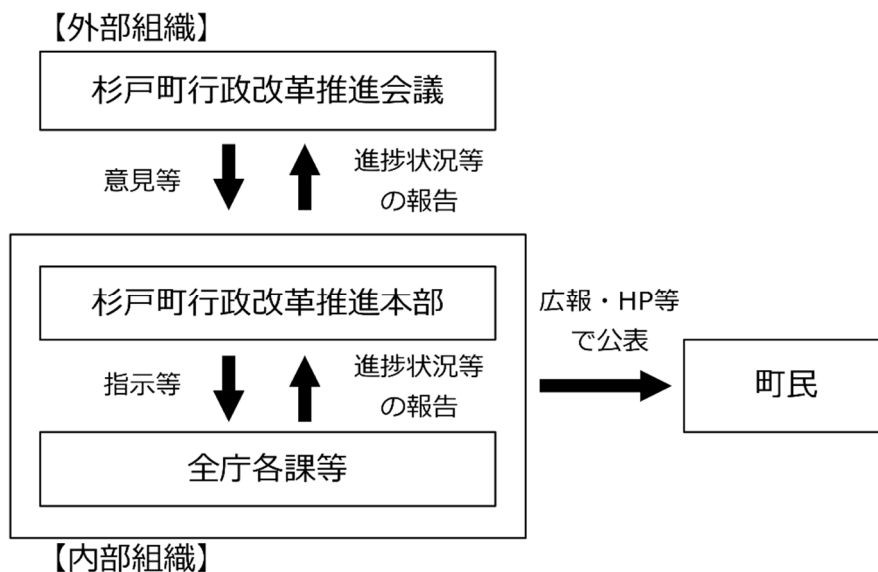 【外部組織】
杉戸町行政改革推進会議
意見等
進捗状況等
の報告
杉戸町行政改革推進本部
指示等
進捗状況等
の報告
全庁各課等
【内部組織】
広報・HP等
で公表
町民